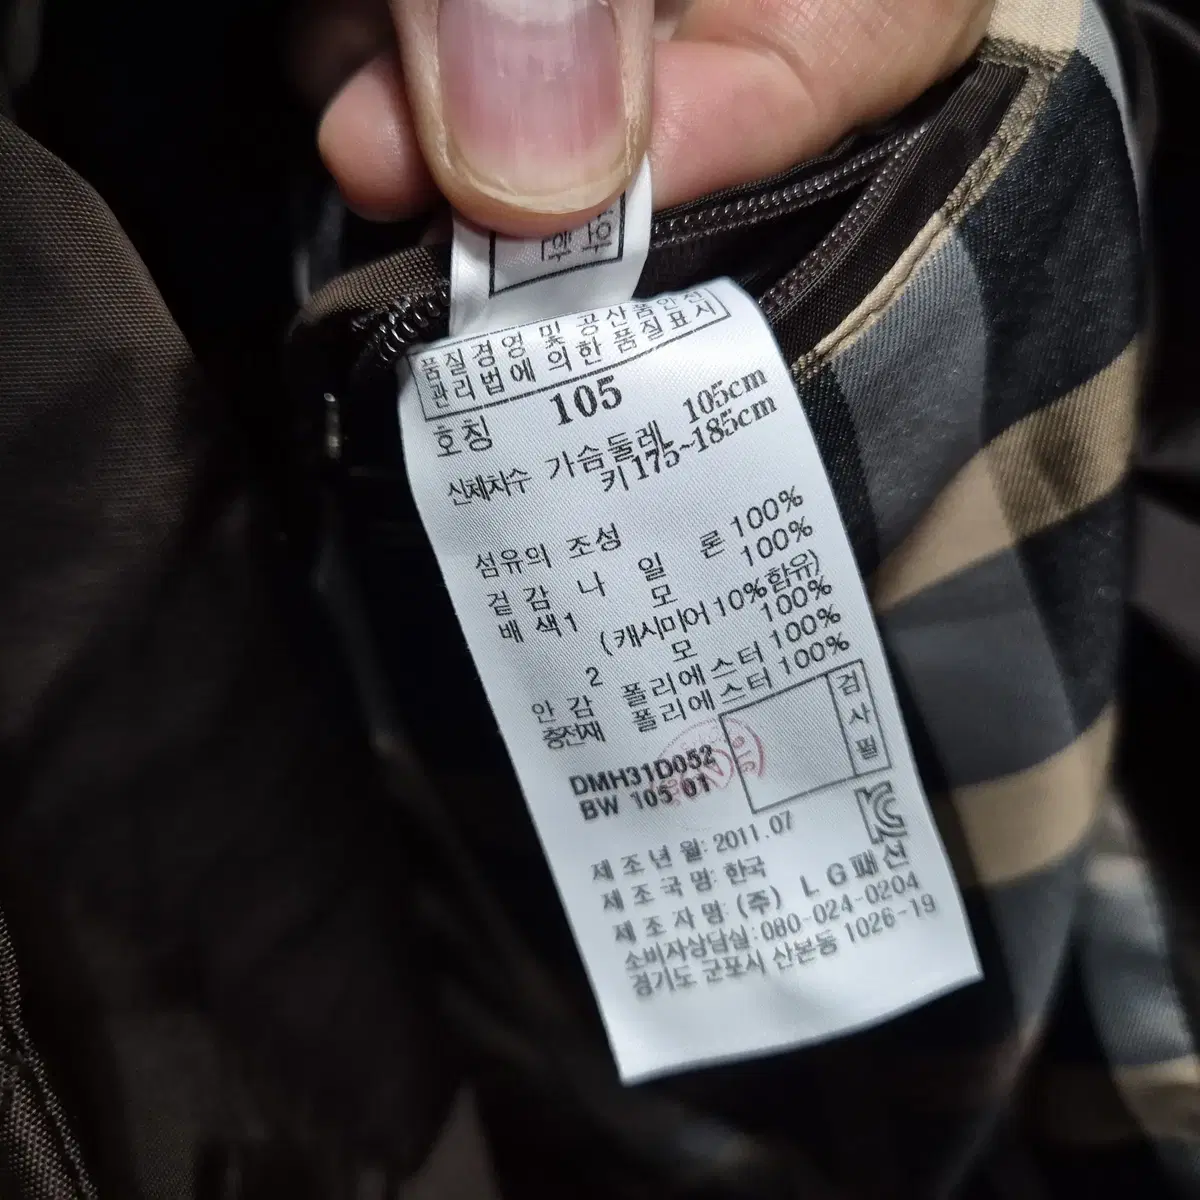 품질경영 및 공산품안전
관리법에 의한 품질표시
호칭 105
신체치수 가슴둘레 105cm
키 175~185cm
섬유의 조성
겉감 나일론 100%
배색1 모 100%
(캐시미어 10%함유)
2 모 100%
안감 폴리에스터 100%
충전재 폴리에스터 100%
검사필
DMH31D052
BW 105 01
제조년월: 2011.07
제조국명: 한국
제조자명: (주) LG패션
소비자상담실: 080-024-0204
경기도 군포시 산본동 1026-19